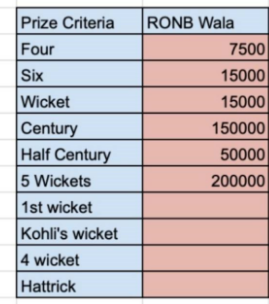 Prize Criteria RONB Wala
Four 7500
Six 15000
Wicket 15000
Century 150000
Half Century 50000
5 Wickets 200000
1st wicket
Kohli's wicket
4 wicket
Hattrick